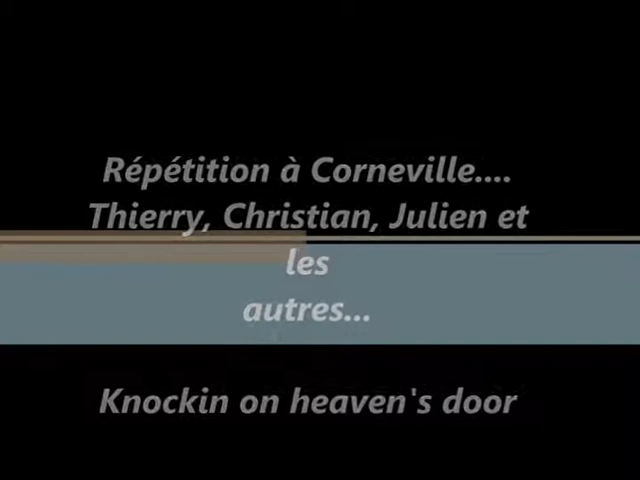 Répétition à Corneville....
Thierry, Christian, Julien et
les
autres...
Knockin on heaven's door